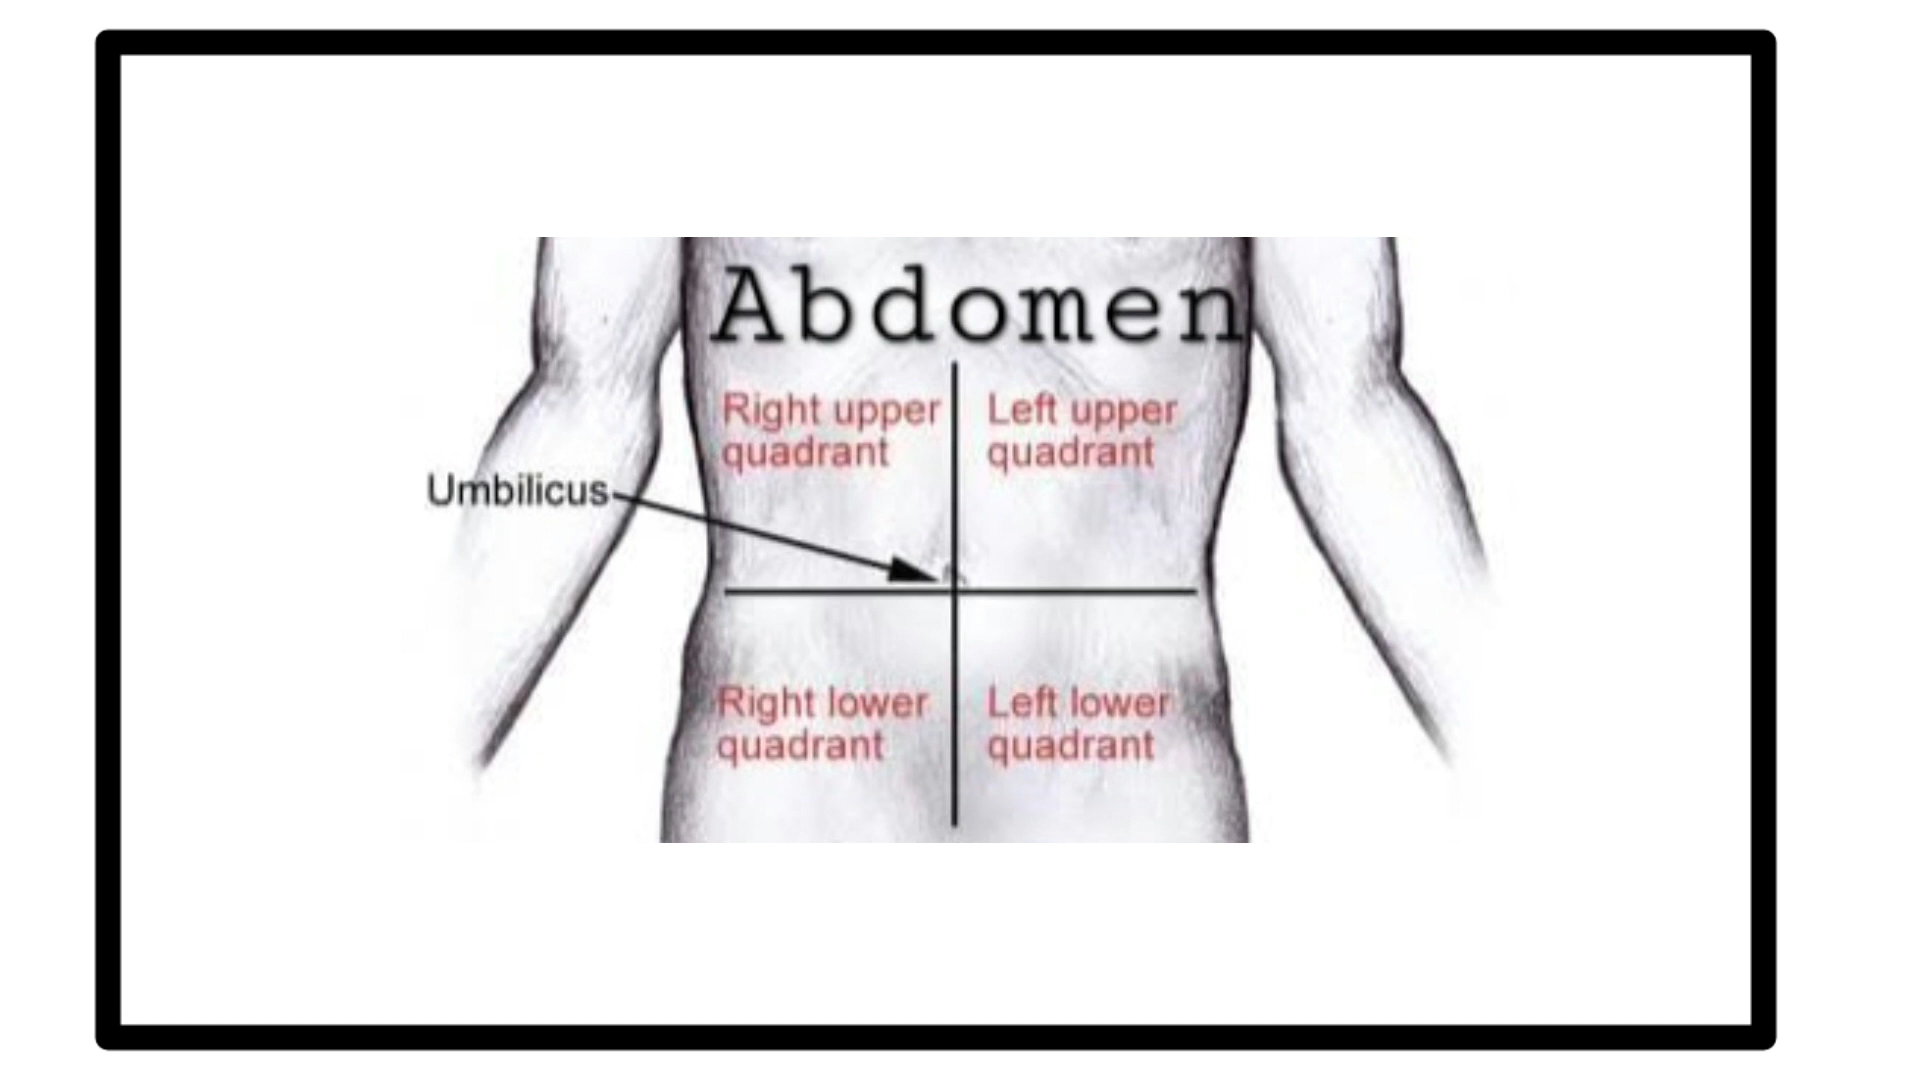 Abdomen
Right upper
quadrant
Left upper
quadrant
Umbilicus
Right lower
quadrant
Left lower
quadrant